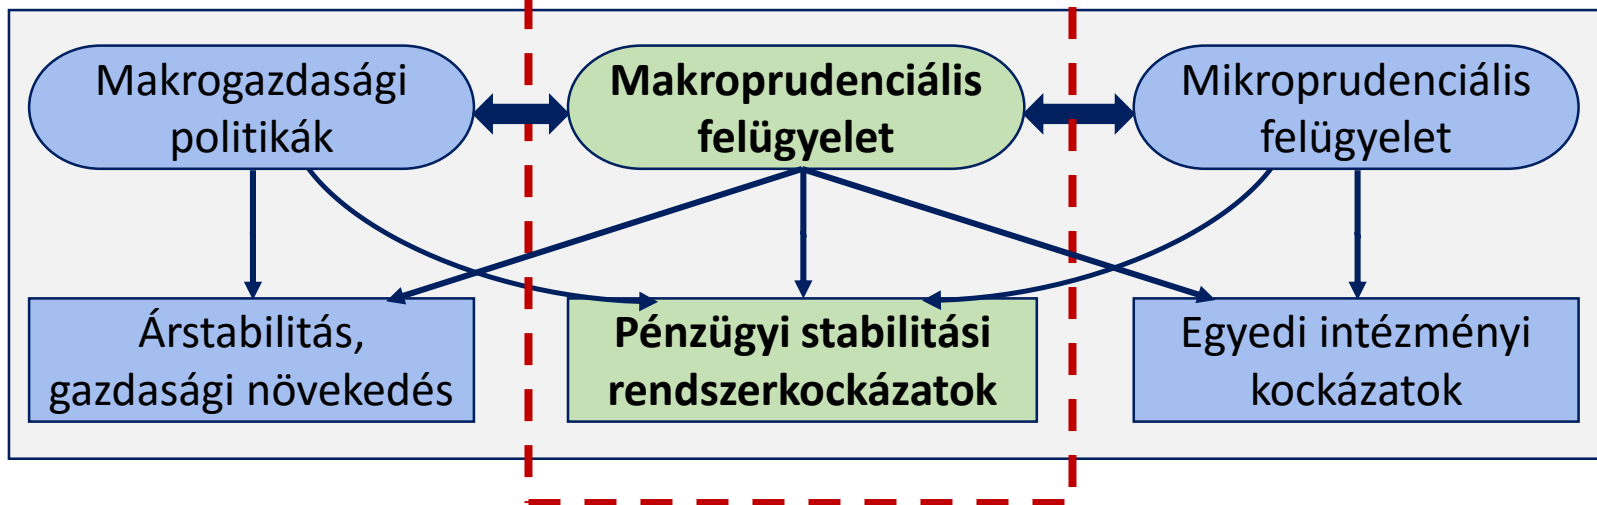 Makrogazdasági
politikák
Makroprudenciális
felügyelet
Mikroprudenciális
felügyelet
Árstabilitás,
gazdasági növekedés
Pénzügyi stabilitási
rendszerkockázatok
Egyedi intézményi
kockázatok